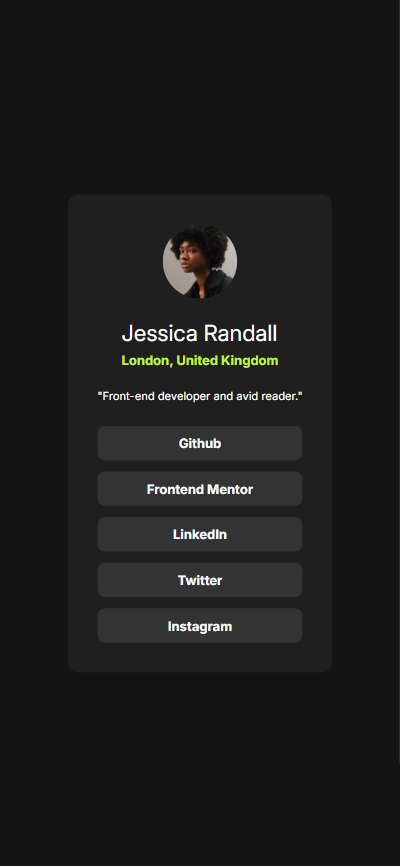 Jessica Randall
London, United Kingdom
"Front-end developer and avid reader."
Github
Frontend Mentor
LinkedIn
Twitter
Instagram